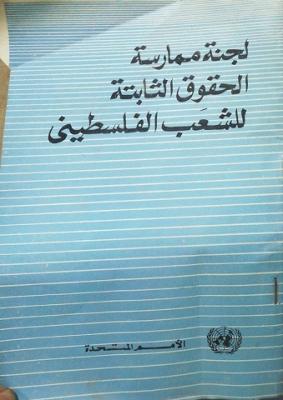 لجنة ممارسة
الحقوق الثابتة
للشعب الفلسطيني
الأمم المتحدة